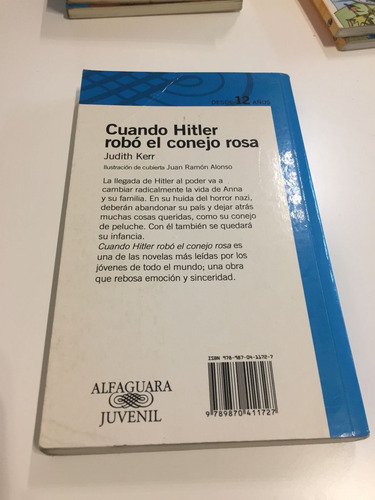 DESDE 12 AÑOS
Cuando Hitler
robó el conejo rosa
Judith Kerr
Ilustración de cubierta Juan Ramón Alonso
La llegada de Hitler al poder va a
cambiar radicalmente la vida de Anna
y su familia. En su huida del horror nazi,
deberán abandonar su país y dejar atrás
muchas cosas queridas, como su conejo
de peluche. Con él también se quedará
su infancia.
Cuando Hitler robó el conejo rosa es
una de las novelas más leídas por los
jóvenes de todo el mundo; una obra
que rebosa emoción y sinceridad.
ALFAGUARA
JUVENIL
ISBN 978-987-04-1172-7
9 789870 411727